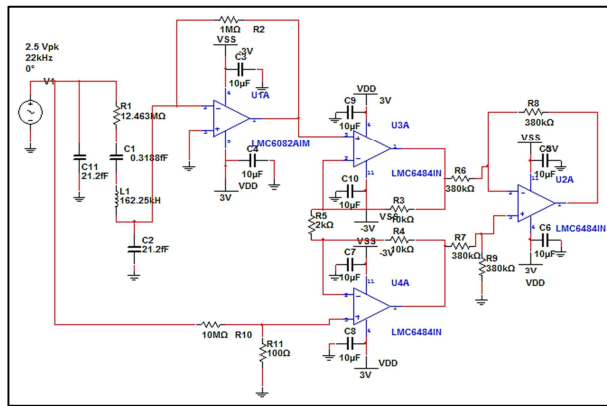 2.5 Vpk
22kHz
0°
V1
R1
12.463MΩ
C1
0.3188fF
L1
162.25kH
C11
21.2fF
C2
21.2fF
1MΩ R2
VSS
-3V
C3
10µF
U1A
LMC6082AIM
C4
10µF
VDD
3V
VDD
3V
C9
10µF
U3A
LMC6484IN
C10
10µF
VSS
-3V
R3
10kΩ
R5
2kΩ
R4
10kΩ
VSS
-3V
C7
10µF
U4A
LMC6484IN
C8
10µF
VDD
3V
10MΩ R10
R11
100Ω
R6
380kΩ
R7
380kΩ
R9
380kΩ
R8
380kΩ
VSS
10µF
U2A
LMC6484IN
C6
10µF
3V
VDD